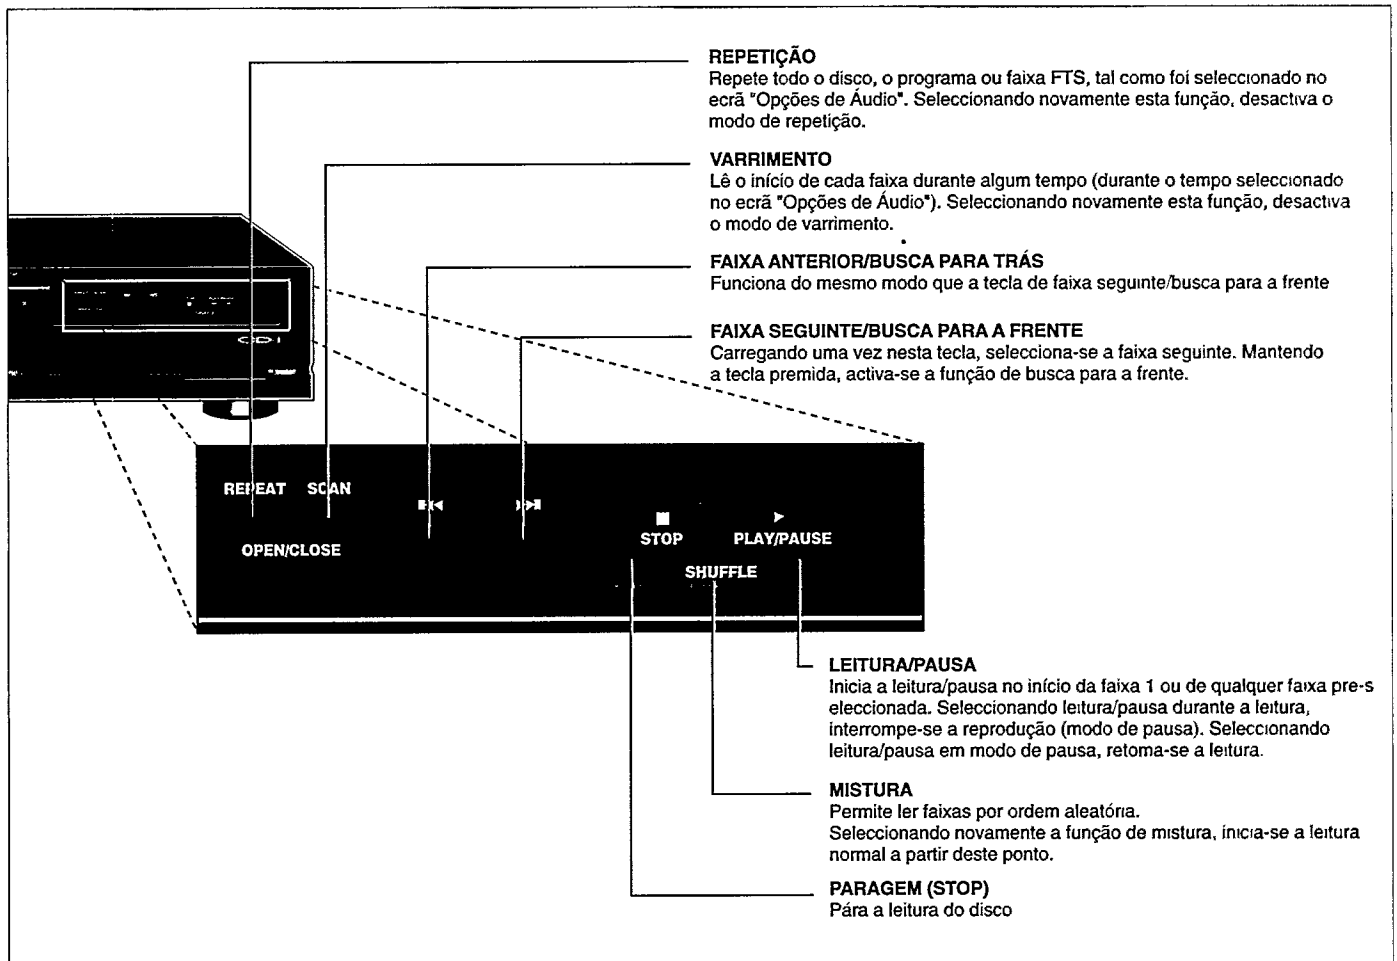 REPETIÇÃO
Repete todo o disco, o programa ou faixa FTS, tal como foi seleccionado no
ecrã "Opções de Áudio". Seleccionando novamente esta função, desactiva o
modo de repetição.
VARRIMENTO
Lê o início de cada faixa durante algum tempo (durante o tempo seleccionado
no ecrã "Opções de Áudio"). Seleccionando novamente esta função, desactiva
o modo de varrimento.
FAIXA ANTERIOR/BUSCA PARA TRÁS
Funciona do mesmo modo que a tecla de faixa seguinte/busca para a frente
FAIXA SEGUINTE/BUSCA PARA A FRENTE
Carregando uma vez nesta tecla, selecciona-se a faixa seguinte. Mantendo
a tecla premida, activa-se a função de busca para a frente.
REPEAT SCAN
OPEN/CLOSE
STOP PLAY/PAUSE
SHUFFLE
LEITURA/PAUSA
Inicia a leitura/pausa no início da faixa 1 ou de qualquer faixa pre-s
eleccionada. Seleccionando leitura/pausa durante a leitura,
interrompe-se a reprodução (modo de pausa). Seleccionando
leitura/pausa em modo de pausa, retoma-se a leitura.
MISTURA
Permite ler faixas por ordem aleatória.
Seleccionando novamente a função de mistura, inicia-se a leitura
normal a partir deste ponto.
PARAGEM (STOP)
Pára a leitura do disco